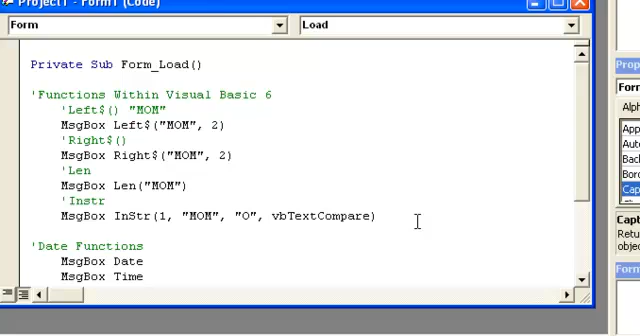 Project1 - Form1 (Code)
Form
Load
Private Sub Form_Load()
'Functions Within Visual Basic 6
'Left$() "MOM"
MsgBox Left$("MOM", 2)
'Right$()
MsgBox Right$("MOM", 2)
'Len
MsgBox Len("MOM")
'Instr
MsgBox InStr(1, "MOM", "O", vbTextCompare)
'Date Functions
MsgBox Date
MsgBox Time
Prop
Form
Alph
App
Auto
Back
Bord
Cap
Capt
Retu
obje
Form